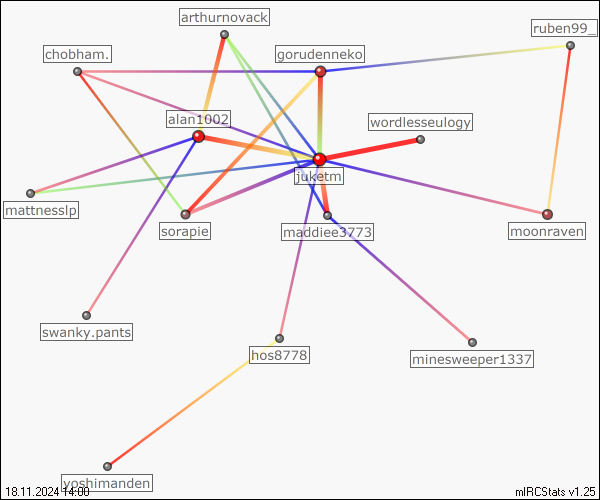 arthurnovack
ruben99_
chobham.
gorudenneko
alan1002
wordlesseulogy
juketm
mattnesslp
sorapie
maddiee3773
moonraven
swanky.pants
hos8778
minesweeper1337
yoshimanden
18.11.2024 14:00
mIRCStats v1.25